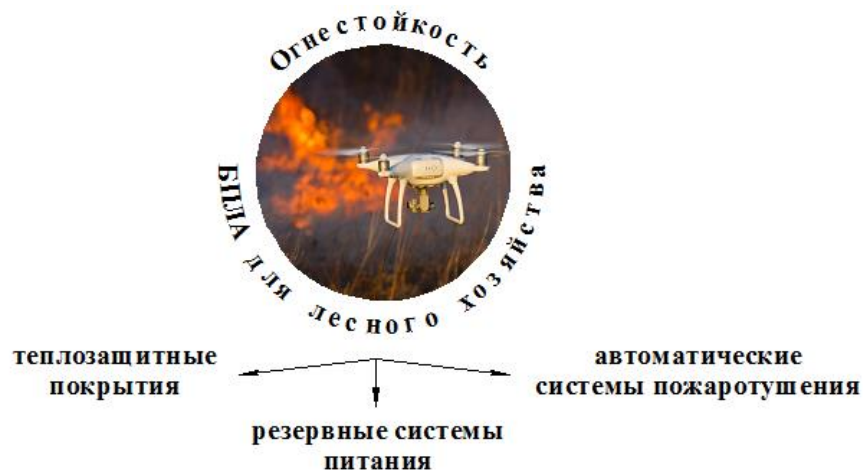 Огнестойкость
БПЛА для лесного хозяйства
теплозащитные
покрытия
автоматические
системы пожаротушения
резервные системы
питания